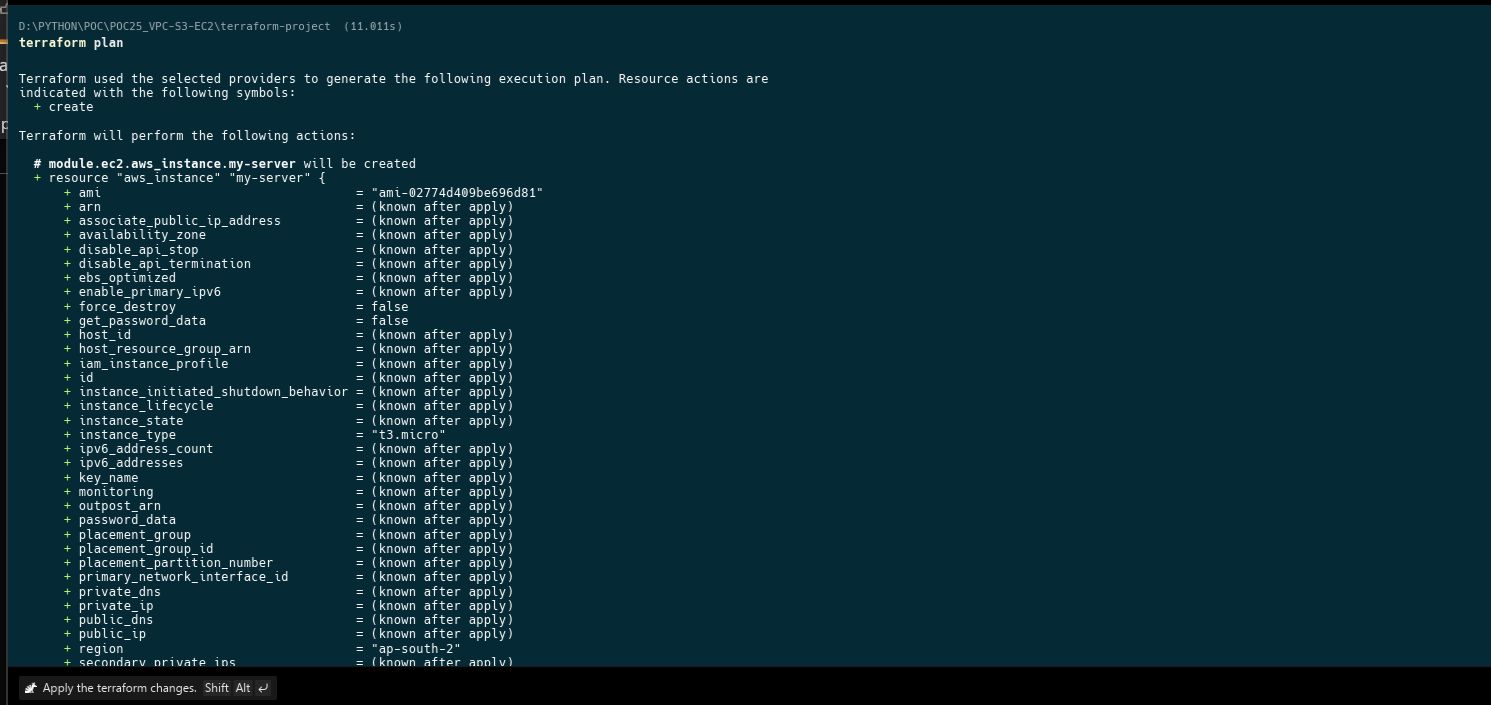 D:\PYTHON\POC\POC25_VPC-S3-EC2\terraform-project (11.011s)
terraform plan
Terraform used the selected providers to generate the following execution plan. Resource actions are
indicated with the following symbols:
+ create
Terraform will perform the following actions:
# module.ec2.aws_instance.my-server will be created
+ resource "aws_instance" "my-server" {
+ ami = "ami-02774d409be696d81"
+ arn = (known after apply)
+ associate_public_ip_address = (known after apply)
+ availability_zone = (known after apply)
+ disable_api_stop = (known after apply)
+ disable_api_termination = (known after apply)
+ ebs_optimized = (known after apply)
+ enable_primary_ipv6 = (known after apply)
+ force_destroy = false
+ get_password_data = false
+ host_id = (known after apply)
+ host_resource_group_arn = (known after apply)
+ iam_instance_profile = (known after apply)
+ id = (known after apply)
+ instance_initiated_shutdown_behavior = (known after apply)
+ instance_lifecycle = (known after apply)
+ instance_state = (known after apply)
+ instance_type = "t3.micro"
+ ipv6_address_count = (known after apply)
+ ipv6_addresses = (known after apply)
+ key_name = (known after apply)
+ monitoring = (known after apply)
+ outpost_arn = (known after apply)
+ password_data = (known after apply)
+ placement_group = (known after apply)
+ placement_group_id = (known after apply)
+ placement_partition_number = (known after apply)
+ primary_network_interface_id = (known after apply)
+ private_dns = (known after apply)
+ private_ip = (known after apply)
+ public_dns = (known after apply)
+ public_ip = (known after apply)
+ region = "ap-south-2"
+ secondary_private_ips = (known after apply)
Apply the terraform changes. Shift Alt ↵